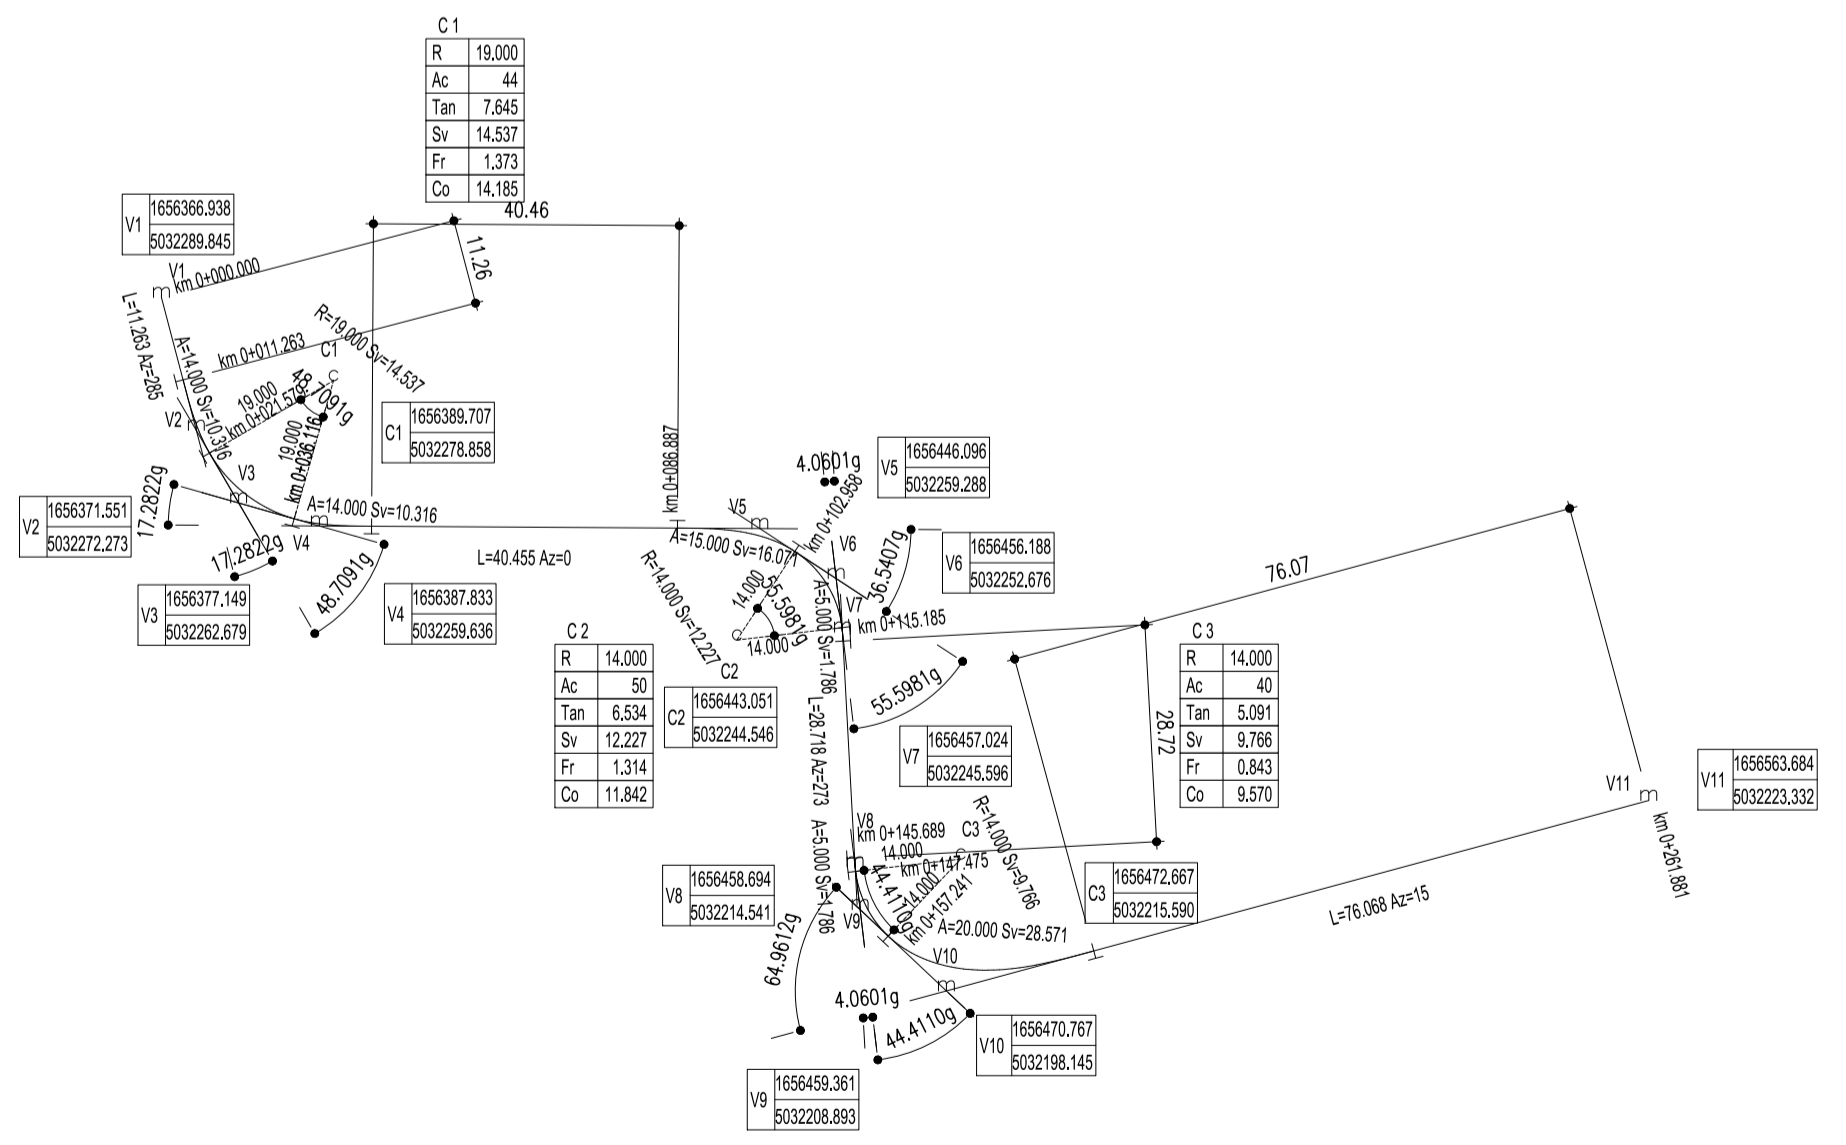 C 1
R 19.000
Ac 44
Tan 7.645
Sv 14.537
Fr 1.373
Co 14.185
40.46
V1 1656366.938
5032289.845
11.26
V1
km 0+000.000
L=11.263 Az=285
A=14.000 Sv=10.316
km 0+011.263
R=19.000 Sv=14.537
C1
48.7091g
19.000
km 0+021.579
19.000
km 0+036.116
V2
V3
C1 1656389.707
5032278.858
17.2822g
A=14.000 Sv=10.316
V4
V2 1656371.551
5032272.273
17.2822g
48.7091g
L=40.455 Az=0
V3 1656377.149
5032262.679
V4 1656387.833
5032259.636
km 0+086.887
4.0601g
V5 1656446.096
5032259.288
V5
km 0+102.958
A=15.000 Sv=16.071
V6
36.5407g
V6 1656456.188
5032252.676
76.07
R=14.000 Sv=12.227
14.000
55.5981g
A=5.000 Sv=1.786
V7
km 0+115.185
14.000
C2
C 2
R 14.000
Ac 50
Tan 6.534
Sv 12.227
Fr 1.314
Co 11.842
C2 1656443.051
5032244.546
55.5981g
C 3
R 14.000
Ac 40
Tan 5.091
Sv 9.766
Fr 0.843
Co 9.570
28.72
L=28.718 Az=273
V7 1656457.024
5032245.596
V11
V11 1656563.684
5032223.332
km 0+261.881
V8
km 0+145.689
C3
R=14.000 Sv=9.766
14.000
km 0+147.475
A=5.000 Sv=1.786
44.4110g
14.000
km 0+157.241
V8 1656458.694
5032214.541
C3 1656472.667
5032215.590
V9
A=20.000 Sv=28.571
L=76.068 Az=15
64.9612g
V10
4.0601g
44.4110g
V10 1656470.767
5032198.145
V9 1656459.361
5032208.893